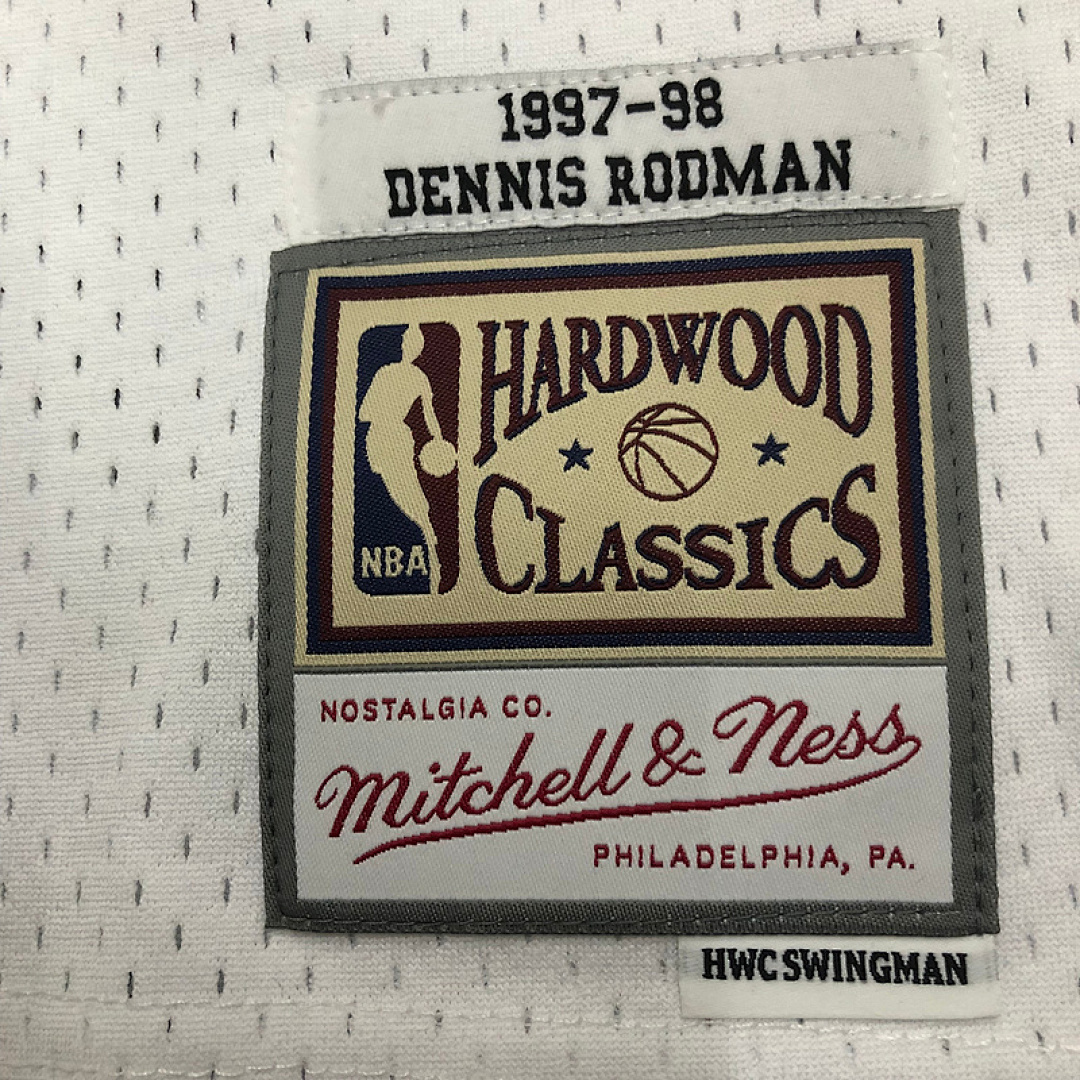 1997-98
DENNIS RODMAN
HARDWOOD
CLASSICS
NBA
NOSTALGIA CO.
Mitchell & Ness
PHILADELPHIA, PA.
HWC SWINGMAN